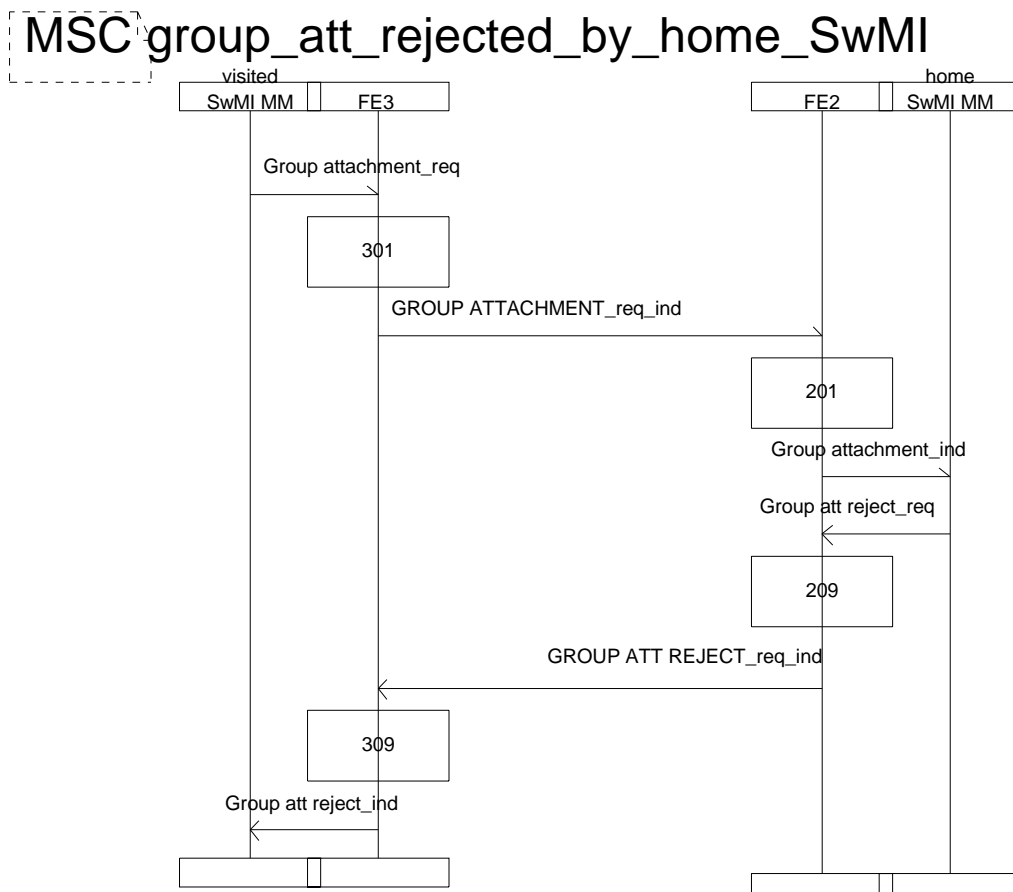 MSC group_att_rejected_by_home_SwMI
visited
SwMI MM
FE3
FE2
home
SwMI MM
Group attachment_req
301
GROUP ATTACHMENT_req_ind
201
Group attachment_ind
Group att reject_req
209
GROUP ATT REJECT_req_ind
309
Group att reject_ind